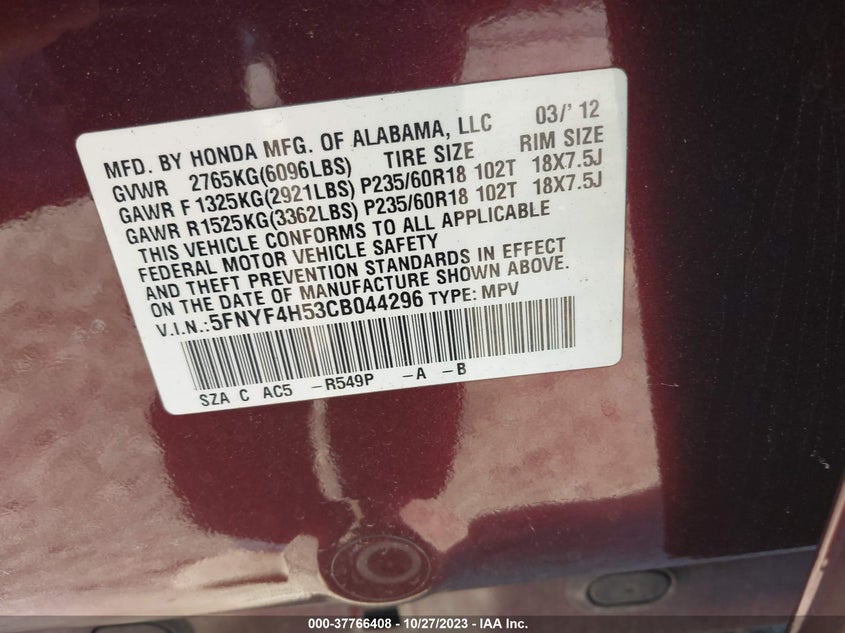 MFD. BY HONDA MFG. OF ALABAMA, LLC 03/' 12
GVWR 2765KG(6096LBS) TIRE SIZE RIM SIZE
GAWR F 1325KG(2921LBS) P235/60R18 102T 18X7.5J
GAWR R1525KG(3362LBS) P235/60R18 102T 18X7.5J
THIS VEHICLE CONFORMS TO ALL APPLICABLE
FEDERAL MOTOR VEHICLE SAFETY
AND THEFT PREVENTION STANDARDS IN EFFECT
ON THE DATE OF MANUFACTURE SHOWN ABOVE.
V.I.N.:5FNYF4H53CB044296 TYPE: MPV
SZA C AC5 -R549P -A -B
000-37766408 - 10/27/2023 - IAA Inc.